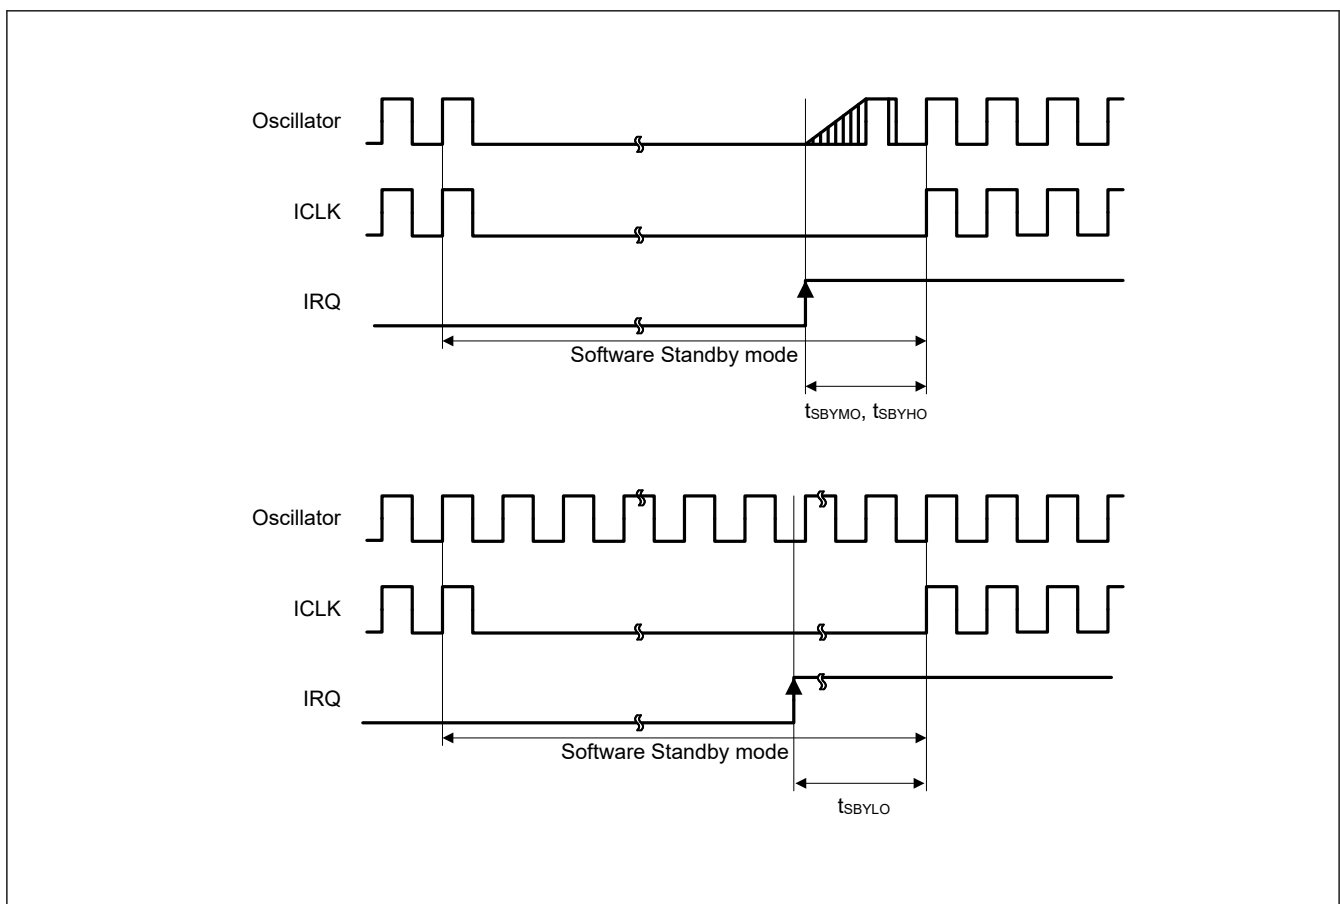 Oscillator
ICLK
IRQ
Software Standby mode
tSBYMO, tSBYHO
Oscillator
ICLK
IRQ
Software Standby mode
tSBYLO